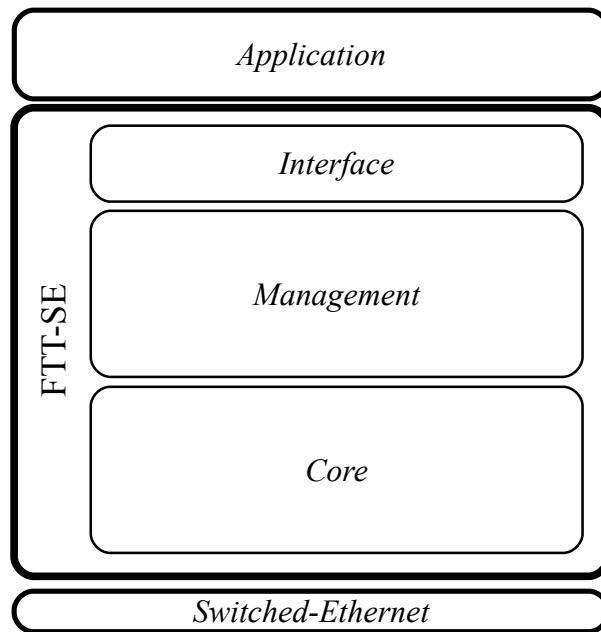 Application
FTT-SE
Interface
Management
Core
Switched-Ethernet